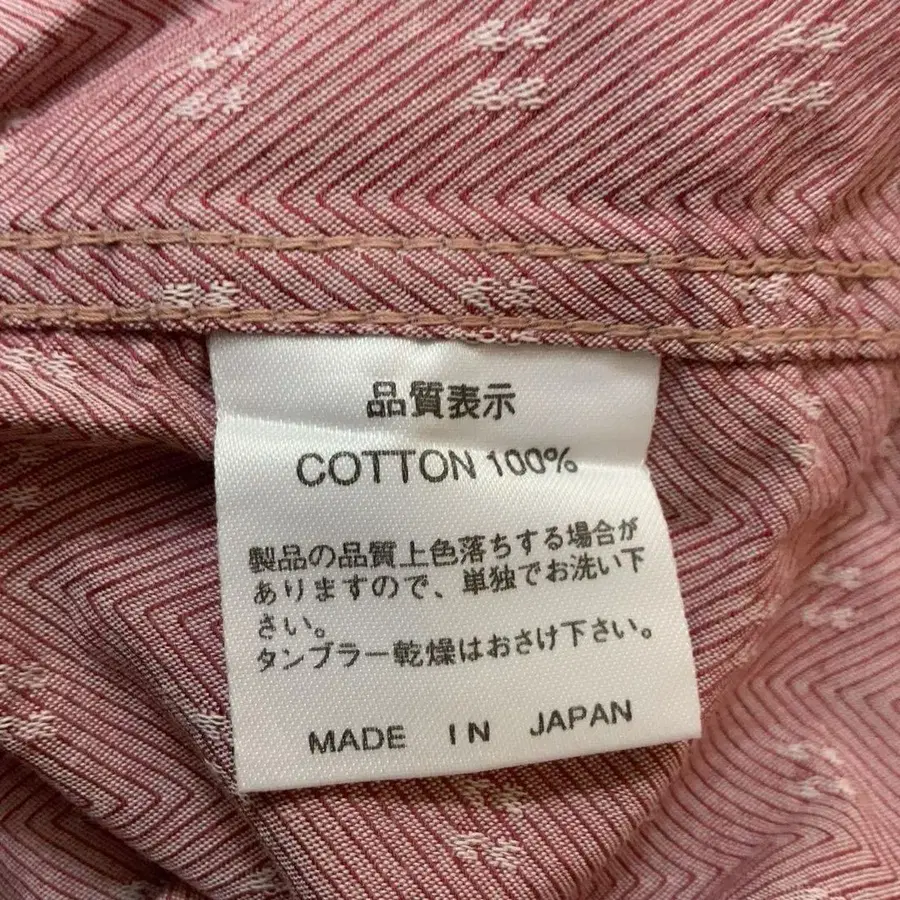 品質表示
COTTON 100%
製品の品質上色落ちする場合が
ありますので、単独でお洗い下
さい。
タンブラー乾燥はおさけ下さい。
MADE IN JAPAN